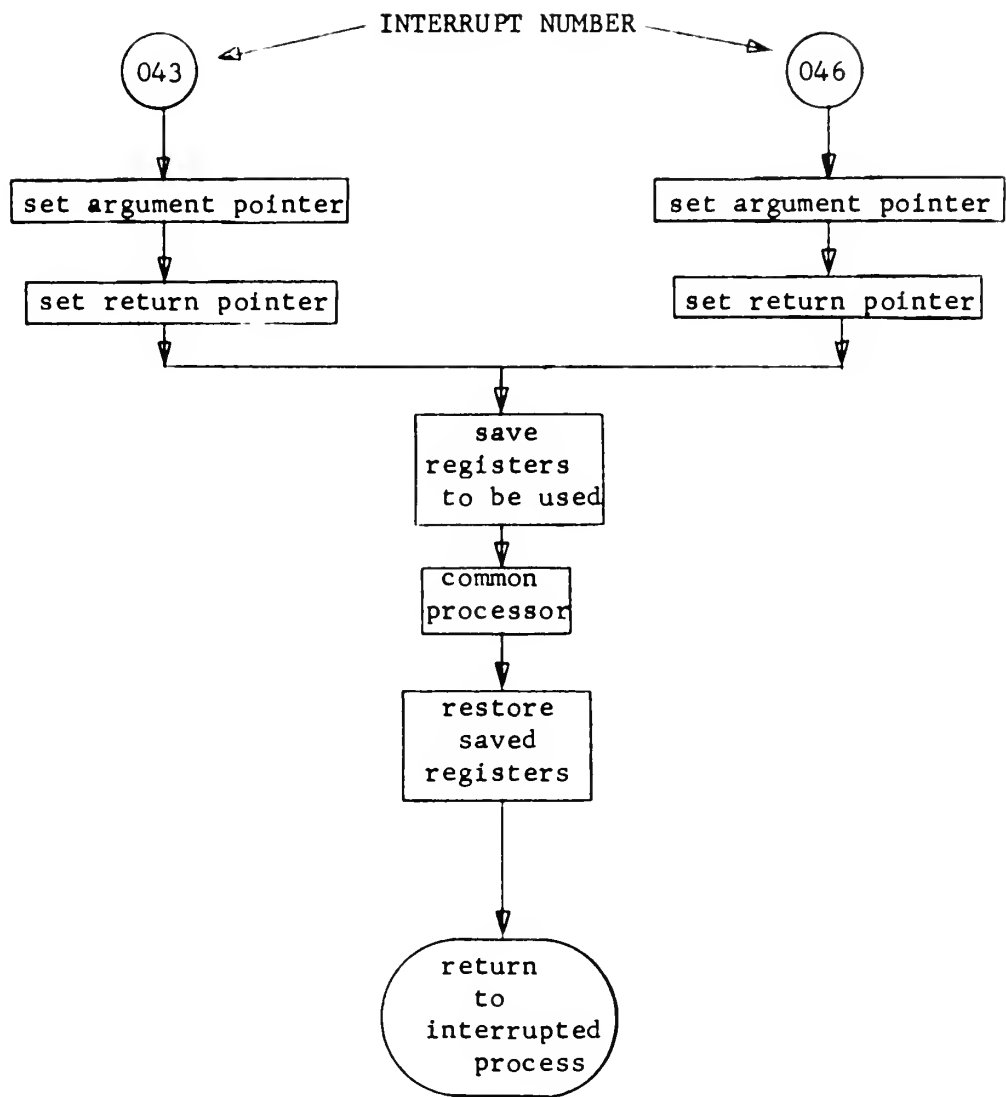 INTERRUPT NUMBER
043
046
set argument pointer
set argument pointer
set return pointer
set return pointer
save
registers
to be used
common
processor
restore
saved
registers
return
to
interrupted
process